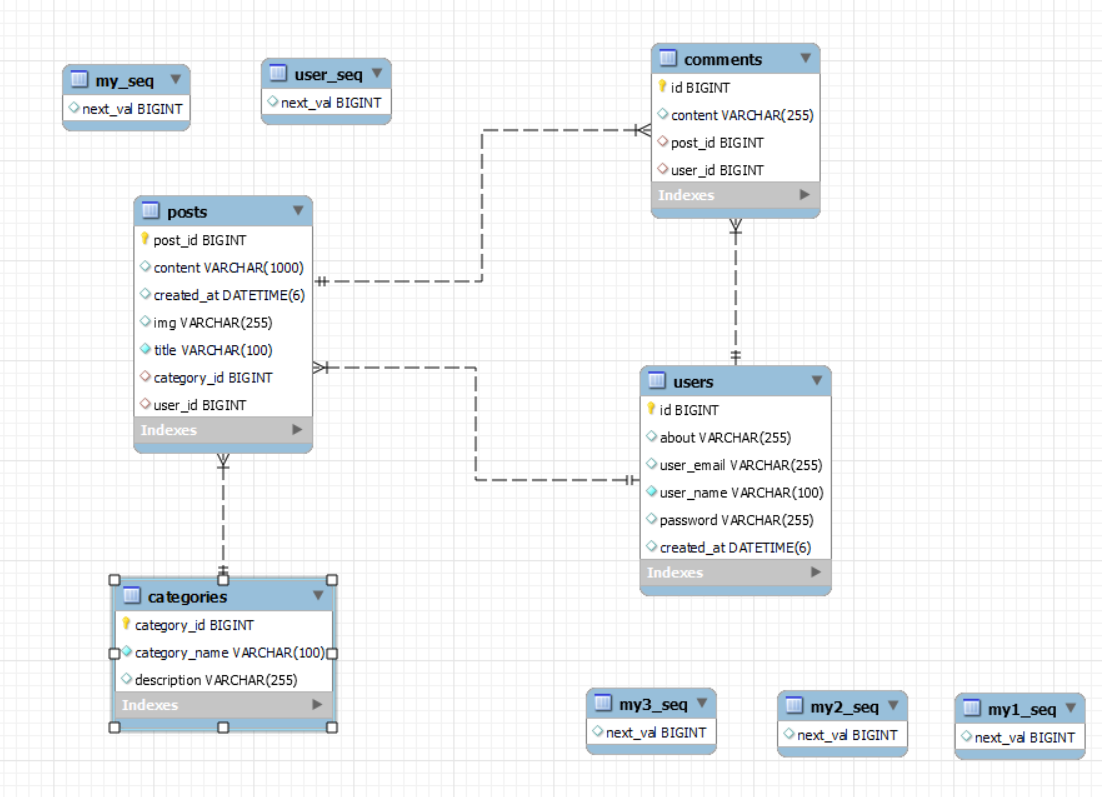 my_seq
next_val BIGINT
user_seq
next_val BIGINT
comments
id BIGINT
content VARCHAR(255)
post_id BIGINT
user_id BIGINT
Indexes
posts
post_id BIGINT
content VARCHAR(1000)
created_at DATETIME(6)
img VARCHAR(255)
title VARCHAR(100)
category_id BIGINT
user_id BIGINT
Indexes
users
id BIGINT
about VARCHAR(255)
user_email VARCHAR(255)
user_name VARCHAR(100)
password VARCHAR(255)
created_at DATETIME(6)
Indexes
categories
category_id BIGINT
category_name VARCHAR(100)
description VARCHAR(255)
Indexes
my3_seq
next_val BIGINT
my2_seq
next_val BIGINT
my1_seq
next_val BIGINT